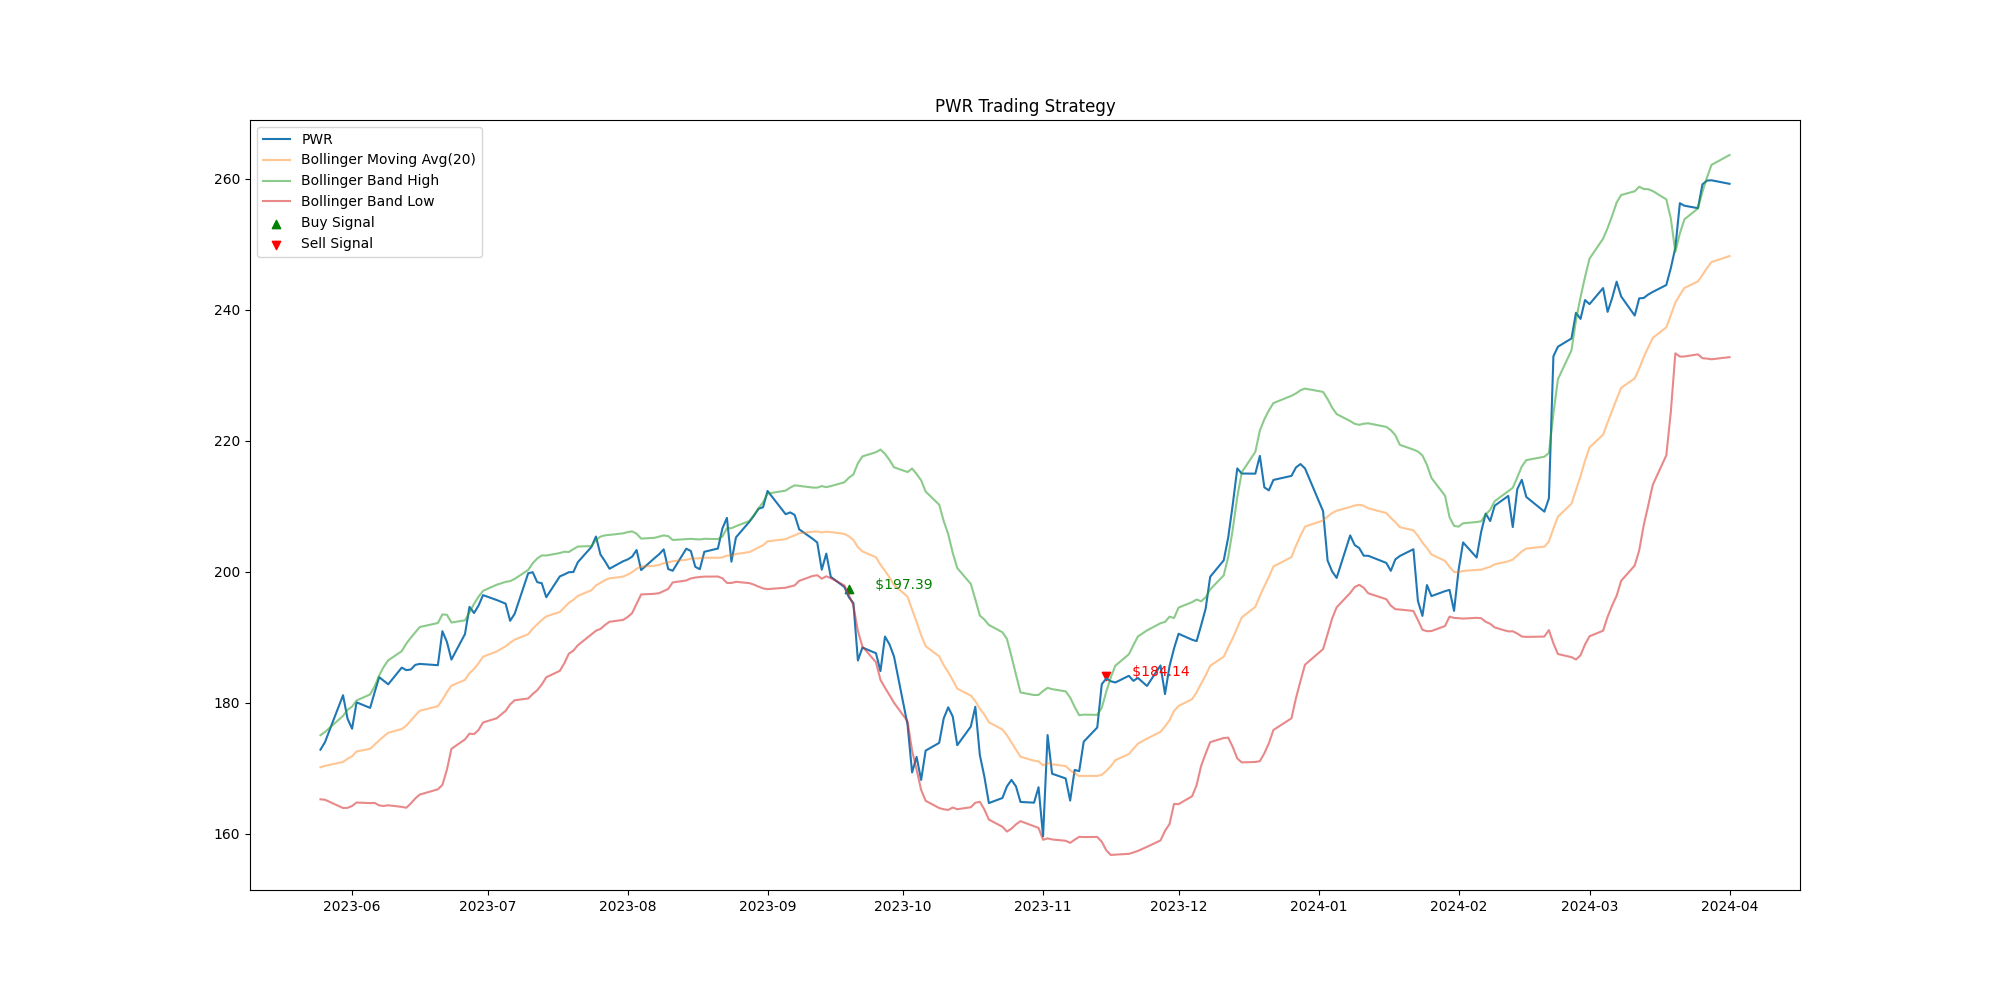 PWR Trading Strategy
PWR
Bollinger Moving Avg(20)
Bollinger Band High
Bollinger Band Low
Buy Signal
Sell Signal
260
240
220
200
180
160
$197.39
$184.14
2023-06 2023-07 2023-08 2023-09 2023-10 2023-11 2023-12 2024-01 2024-02 2024-03 2024-04